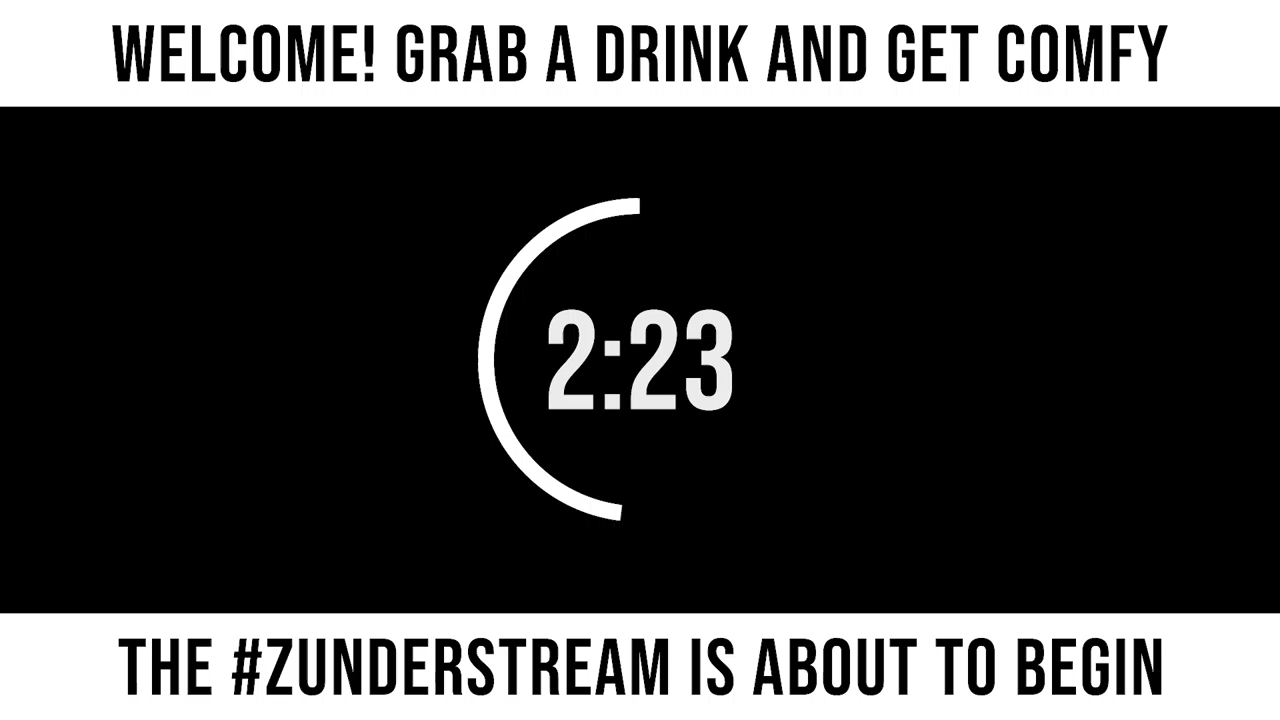 WELCOME! GRAB A DRINK AND GET COMFY
2:23
THE #ZUNDERSTREAM IS ABOUT TO BEGIN